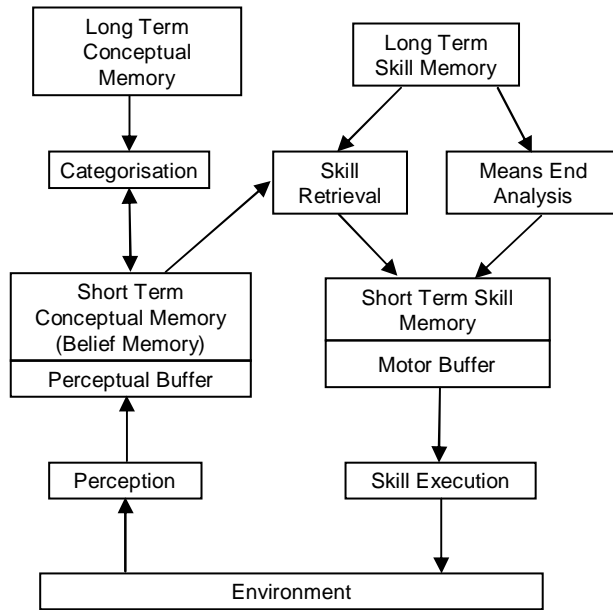 Long Term
Conceptual
Memory
Long Term
Skill Memory
Categorisation
Skill
Retrieval
Means End
Analysis
Short Term
Conceptual Memory
(Belief Memory)
Perceptual Buffer
Short Term Skill
Memory
Motor Buffer
Perception
Skill Execution
Environment